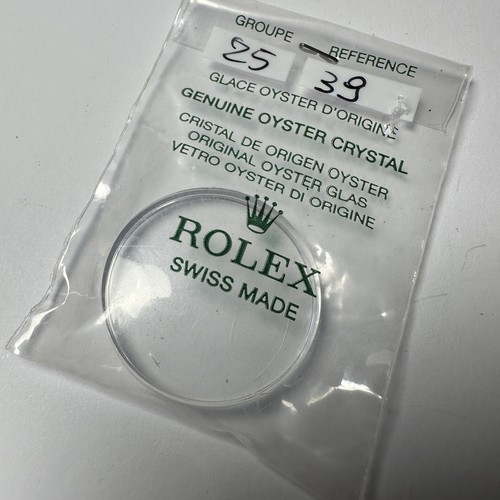 GROUPE REFERENCE
25 39
GLACE OYSTER D'ORIGINE
GENUINE OYSTER CRYSTAL
CRISTAL DE ORIGEN OYSTER
ORIGINAL OYSTER GLAS
VETRO OYSTER DI ORIGINE
ROLEX
SWISS MADE